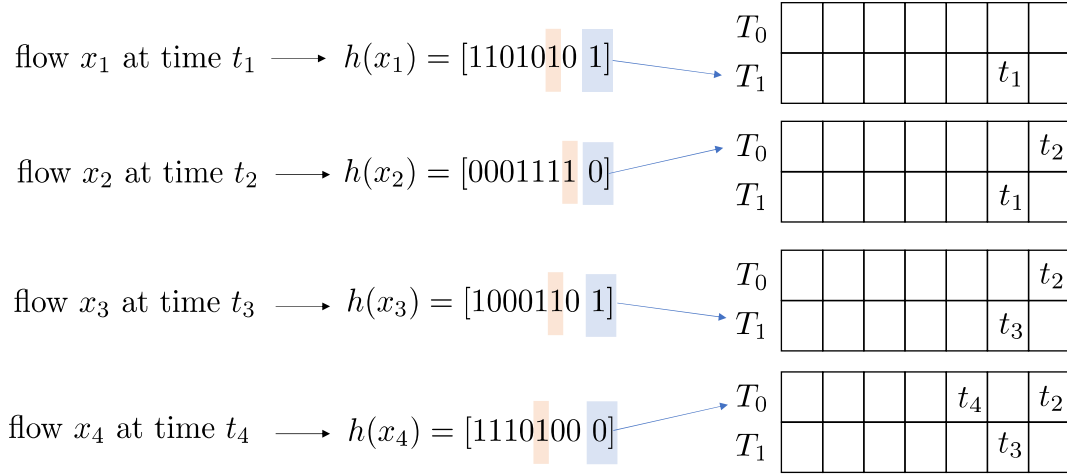 T₀
flow x₁ at time t₁ → h(x₁) = [1101010 1]
T₁ t₁
T₀ t₂
flow x₂ at time t₂ → h(x₂) = [0001111 0]
T₁ t₁
T₀ t₂
flow x₃ at time t₃ → h(x₃) = [1000110 1]
T₁ t₃
T₀ t₄ t₂
flow x₄ at time t₄ → h(x₄) = [1110100 0]
T₁ t₃